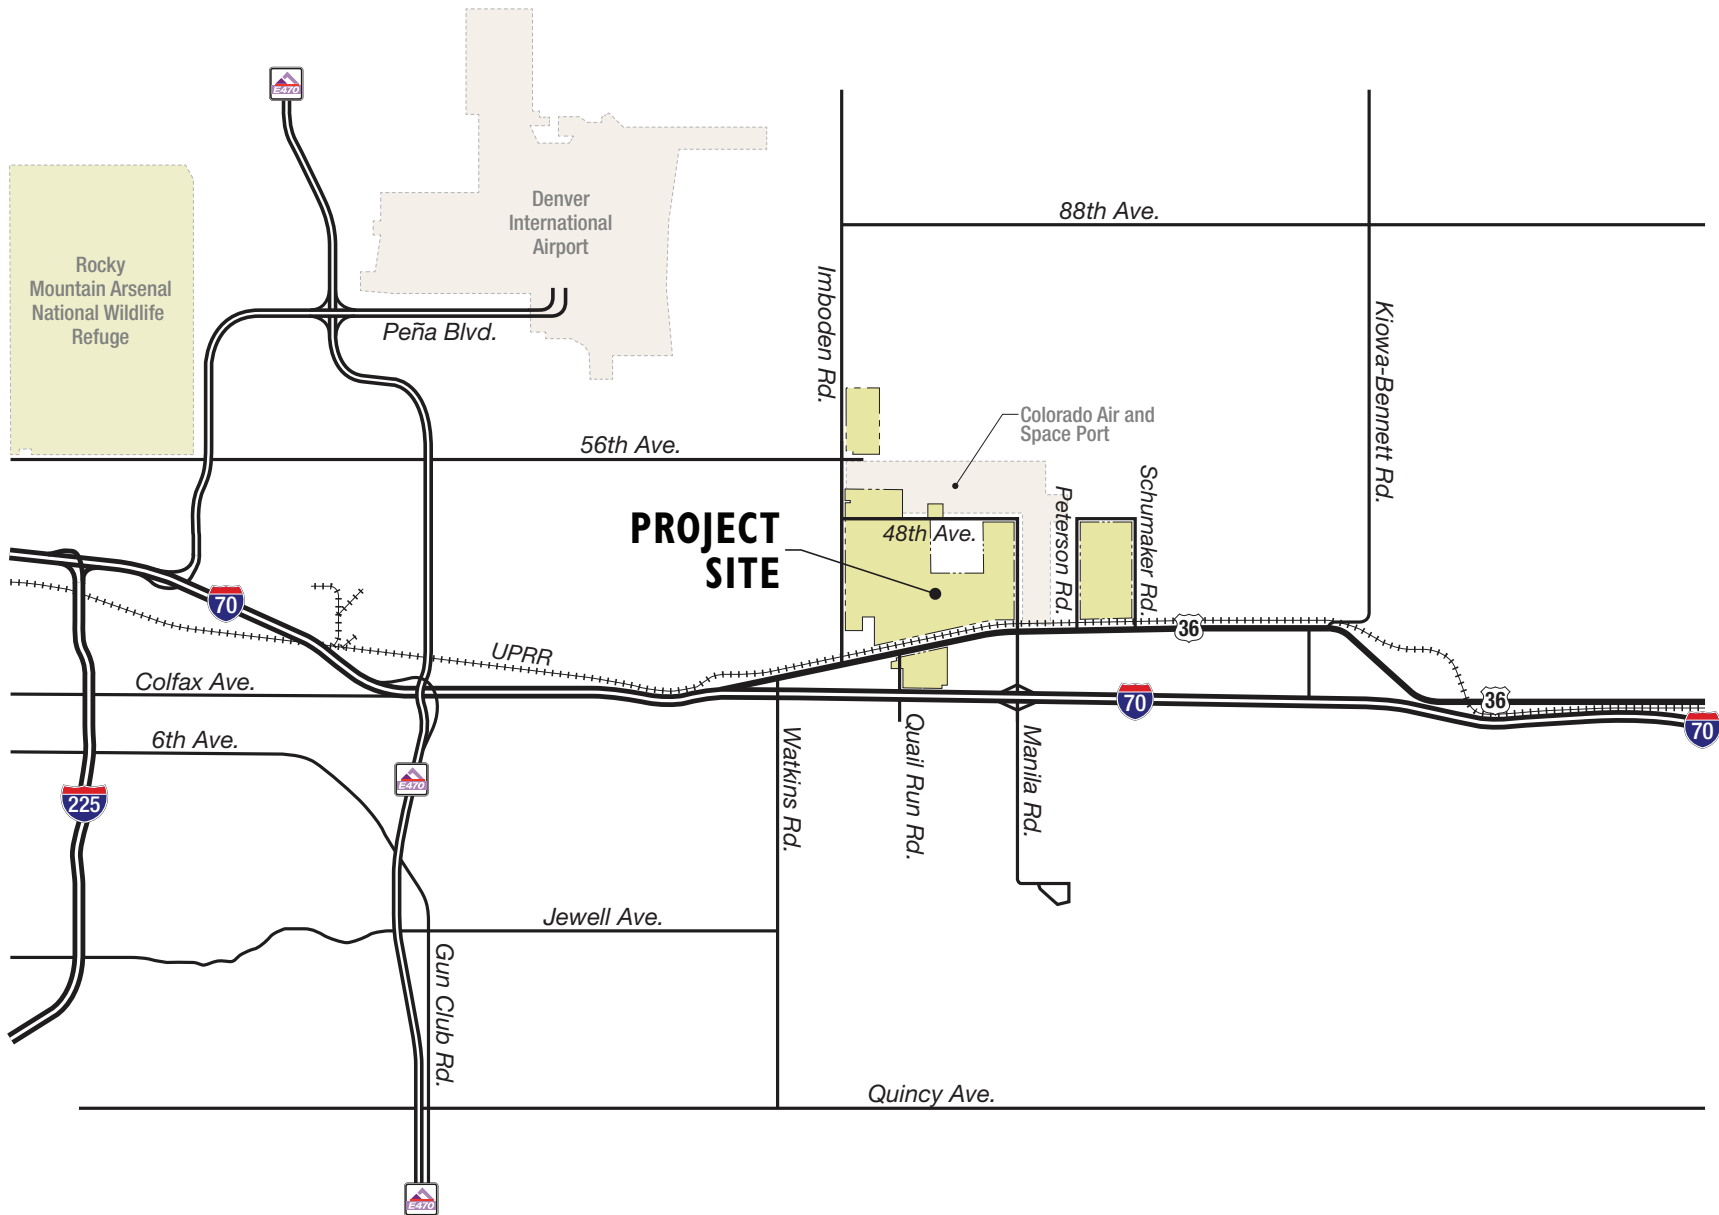 E470
Denver
International
Airport
88th Ave.
Rocky
Mountain Arsenal
National Wildlife
Refuge
Imboden Rd.
Peña Blvd.
Kiowa-Bennett Rd.
Colorado Air and
Space Port
56th Ave.
Schumaker Rd.
Peterson Rd.
PROJECT
SITE
48th Ave.
70
36
UPRR
Colfax Ave.
70
36
70
6th Ave.
Watkins Rd.
Quail Run Rd.
Manila Rd.
E470
225
Jewell Ave.
Gun Club Rd.
Quincy Ave.
E470